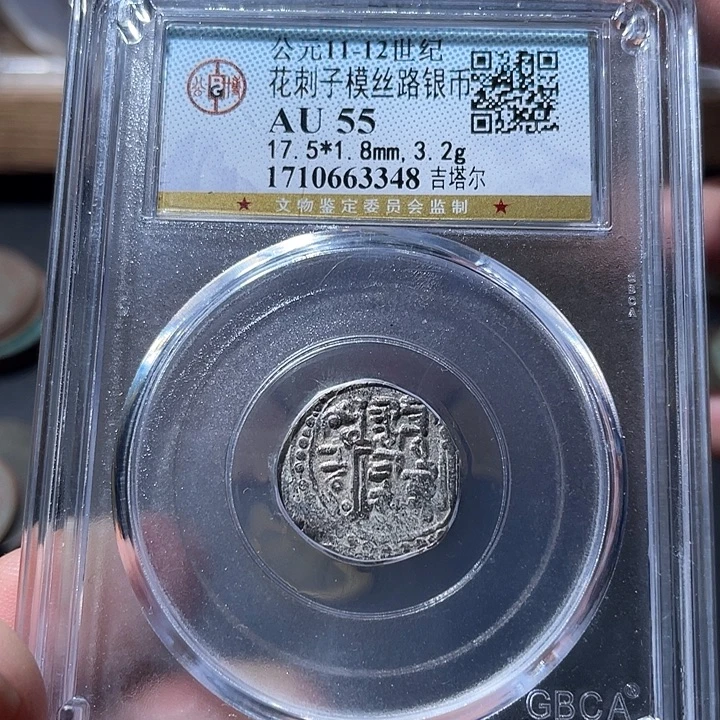 公元11-12世纪
花剌子模丝路银币
AU 55
17.5*1.8mm, 3.2g
1710663348 吉塔尔
★ 文物鉴定委员会监制 ★
GBCA
GBCA